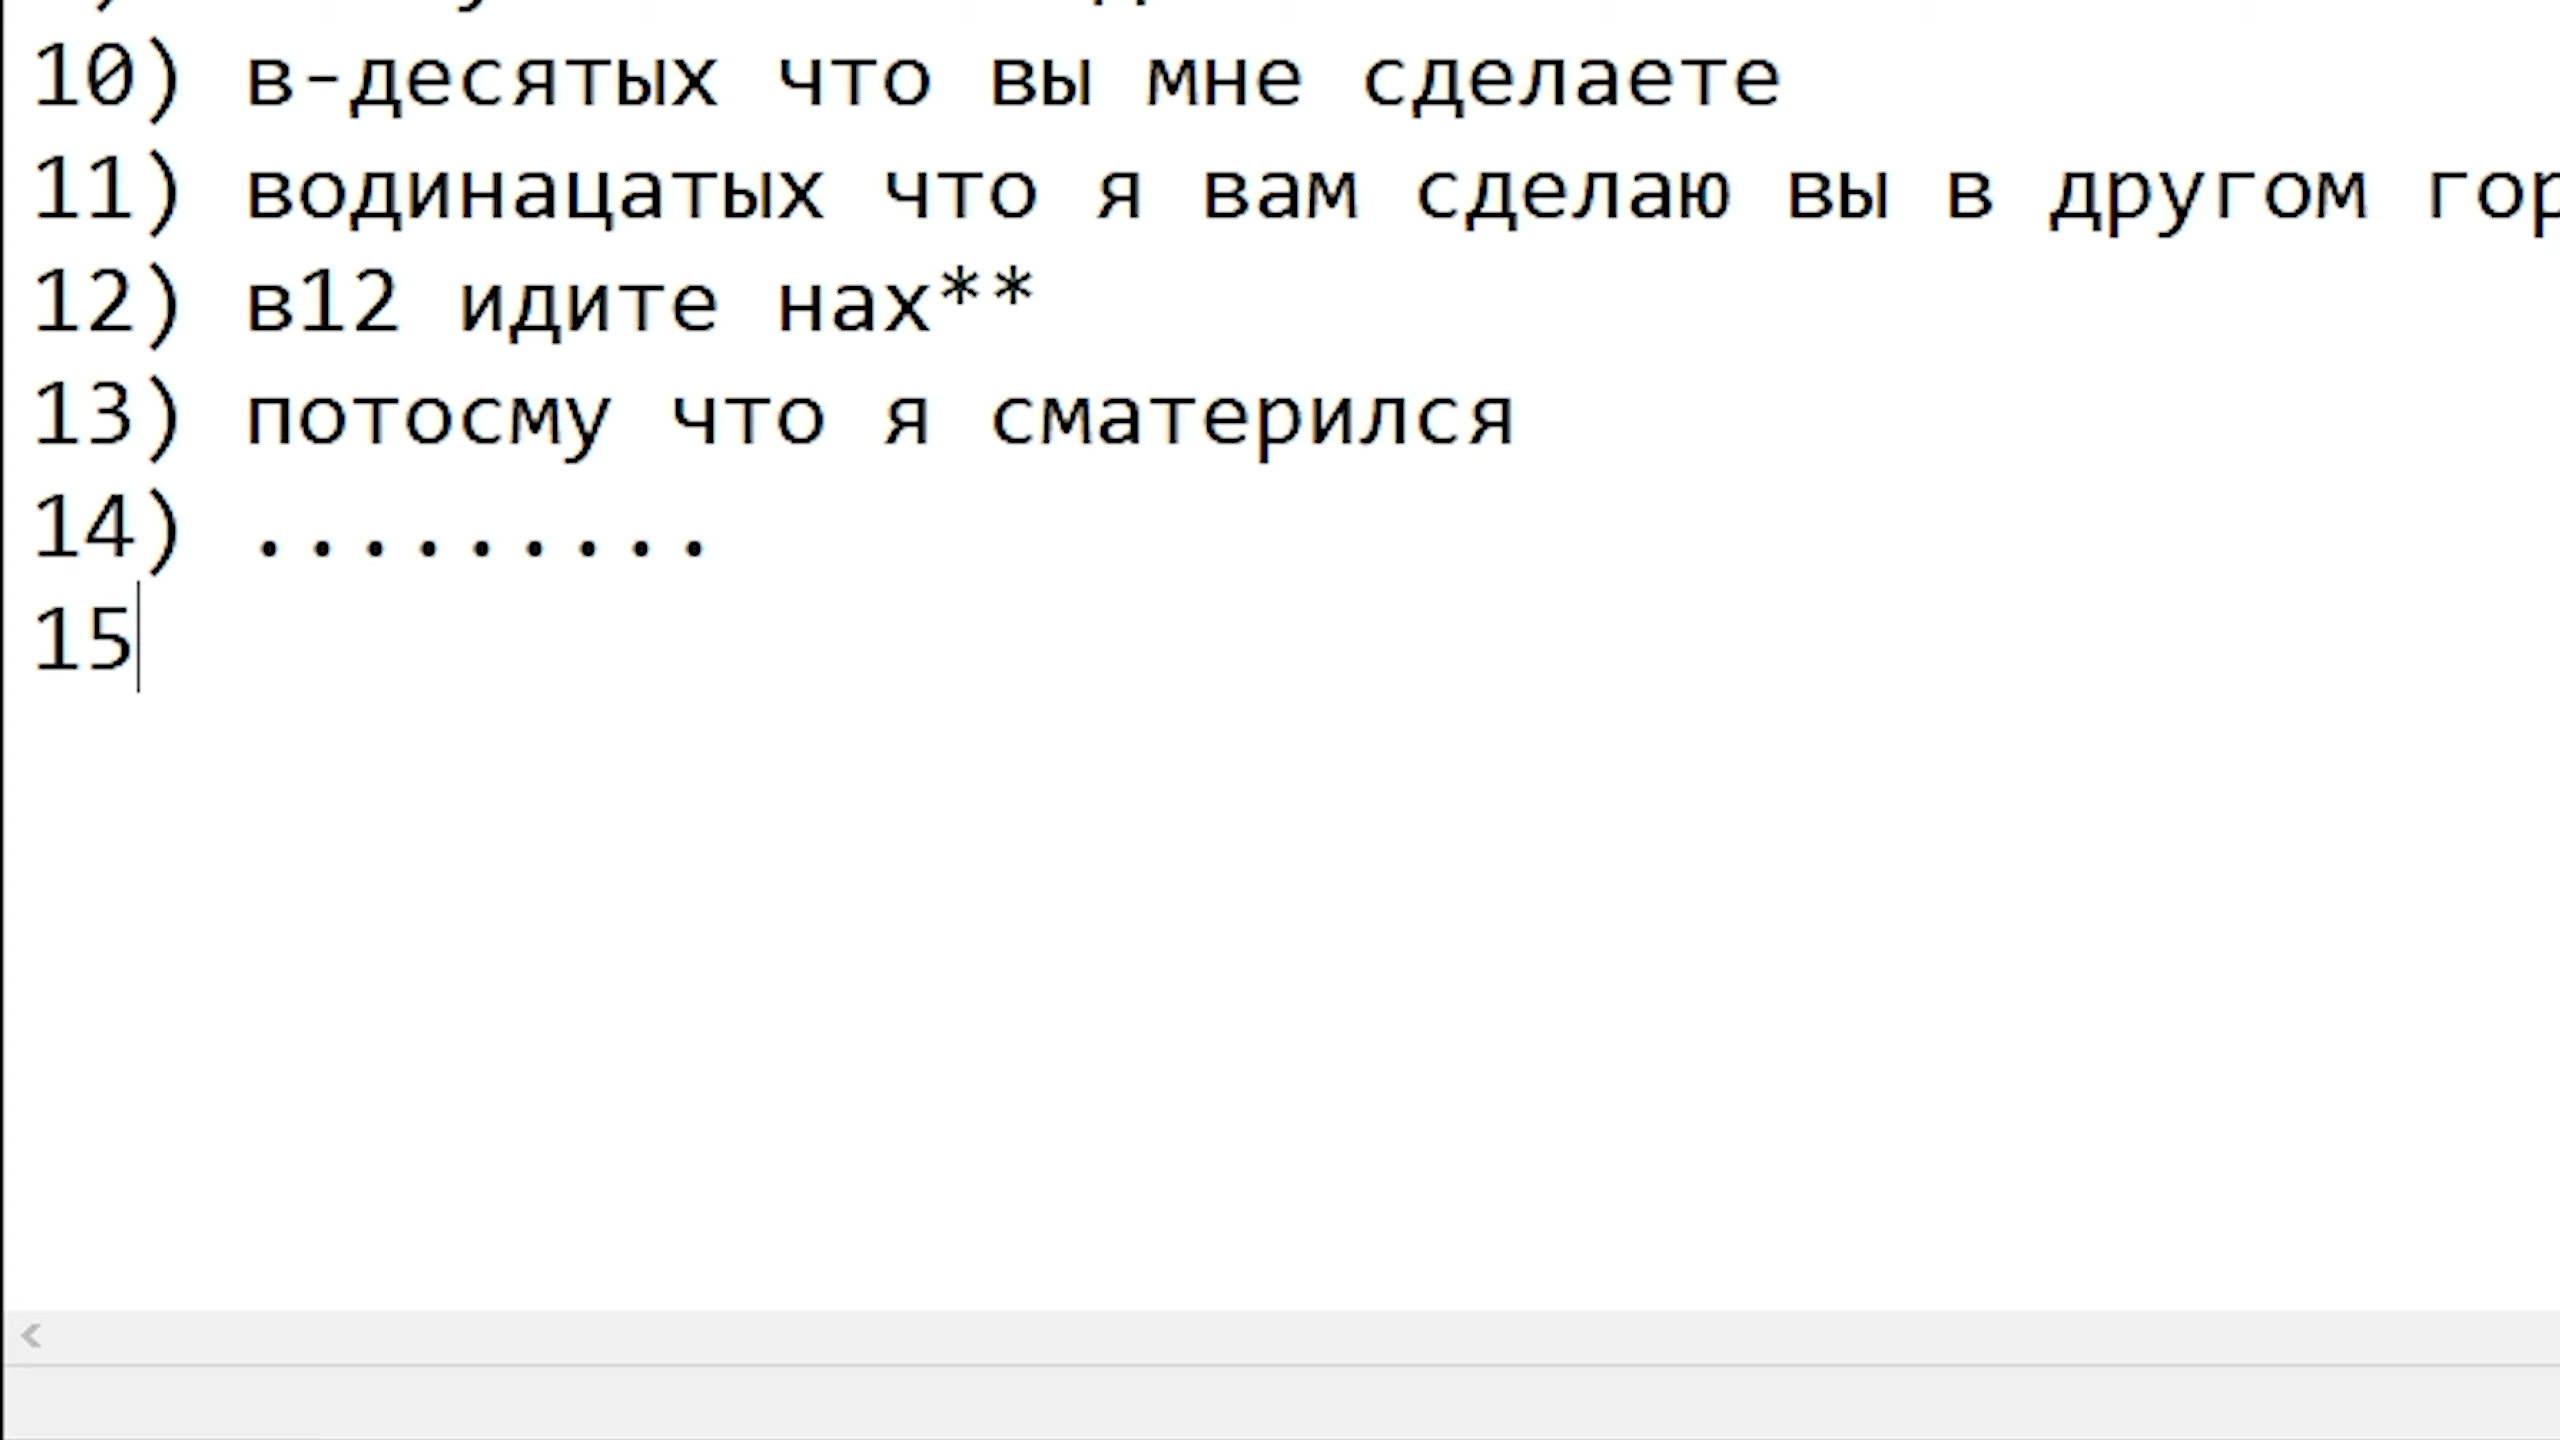 10) в-десятых что вы мне сделаете
11) водинацатых что я вам сделаю вы в другом гор
12) в12 идите нах**
13) потосму что я сматерился
14) .........
15